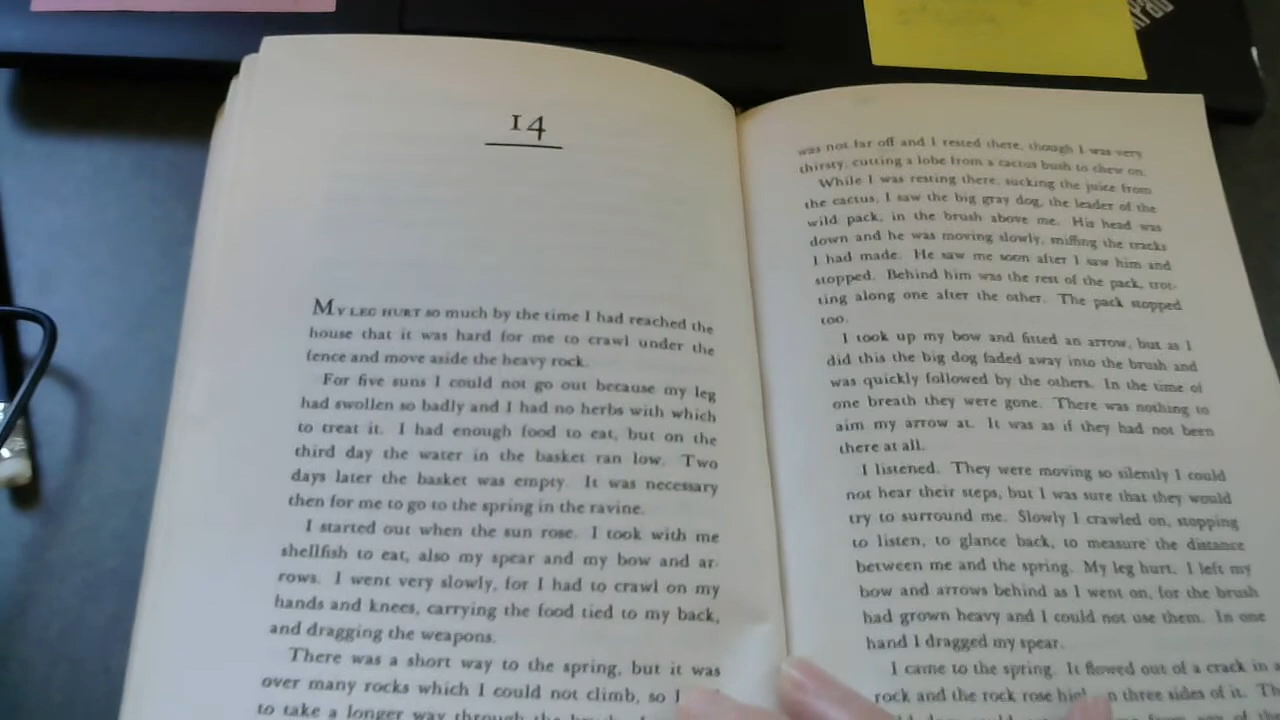 14
MY LEG HURT so much by the time I had reached the
house that it was hard for me to crawl under the
fence and move aside the heavy rock.
For five suns I could not go out because my leg
had swollen so badly and I had no herbs with which
to treat it. I had enough food to eat, but on the
third day the water in the basket ran low. Two
days later the basket was empty. It was necessary
then for me to go to the spring in the ravine.
I started out when the sun rose. I took with me
shellfish to eat, also my spear and my bow and ar-
rows. I went very slowly, for I had to crawl on my
hands and knees, carrying the food tied to my back,
and dragging the weapons.
There was a short way to the spring, but it was
over many rocks which I could not climb, so I
to take a longer way through the
was not far off and I rested there, though I was very
thirsty, cutting a lobe from a cactus bush to chew on.
While I was resting there, sucking the juice from
the cactus, I saw the big gray dog, the leader of the
wild pack, in the brush above me. His head was
down and he was moving slowly, sniffing the tracks
I had made. He saw me soon after I saw him and
stopped. Behind him was the rest of the pack, trot-
ting along one after the other. The pack stopped
too.
I took up my bow and fitted an arrow, but as I
did this the big dog faded away into the brush and
was quickly followed by the others. In the time of
one breath they were gone. There was nothing to
aim my arrow at. It was as if they had not been
there at all.
I listened. They were moving so silently I could
not hear their steps, but I was sure that they would
try to surround me. Slowly I crawled on, stopping
to listen, to glance back, to measure the distance
between me and the spring. My leg hurt. I left my
bow and arrows behind as I went on, for the brush
had grown heavy and I could not use them. In one
hand I dragged my spear.
I came to the spring. It flowed out of a crack in a
rock and the rock rose on three sides of it.